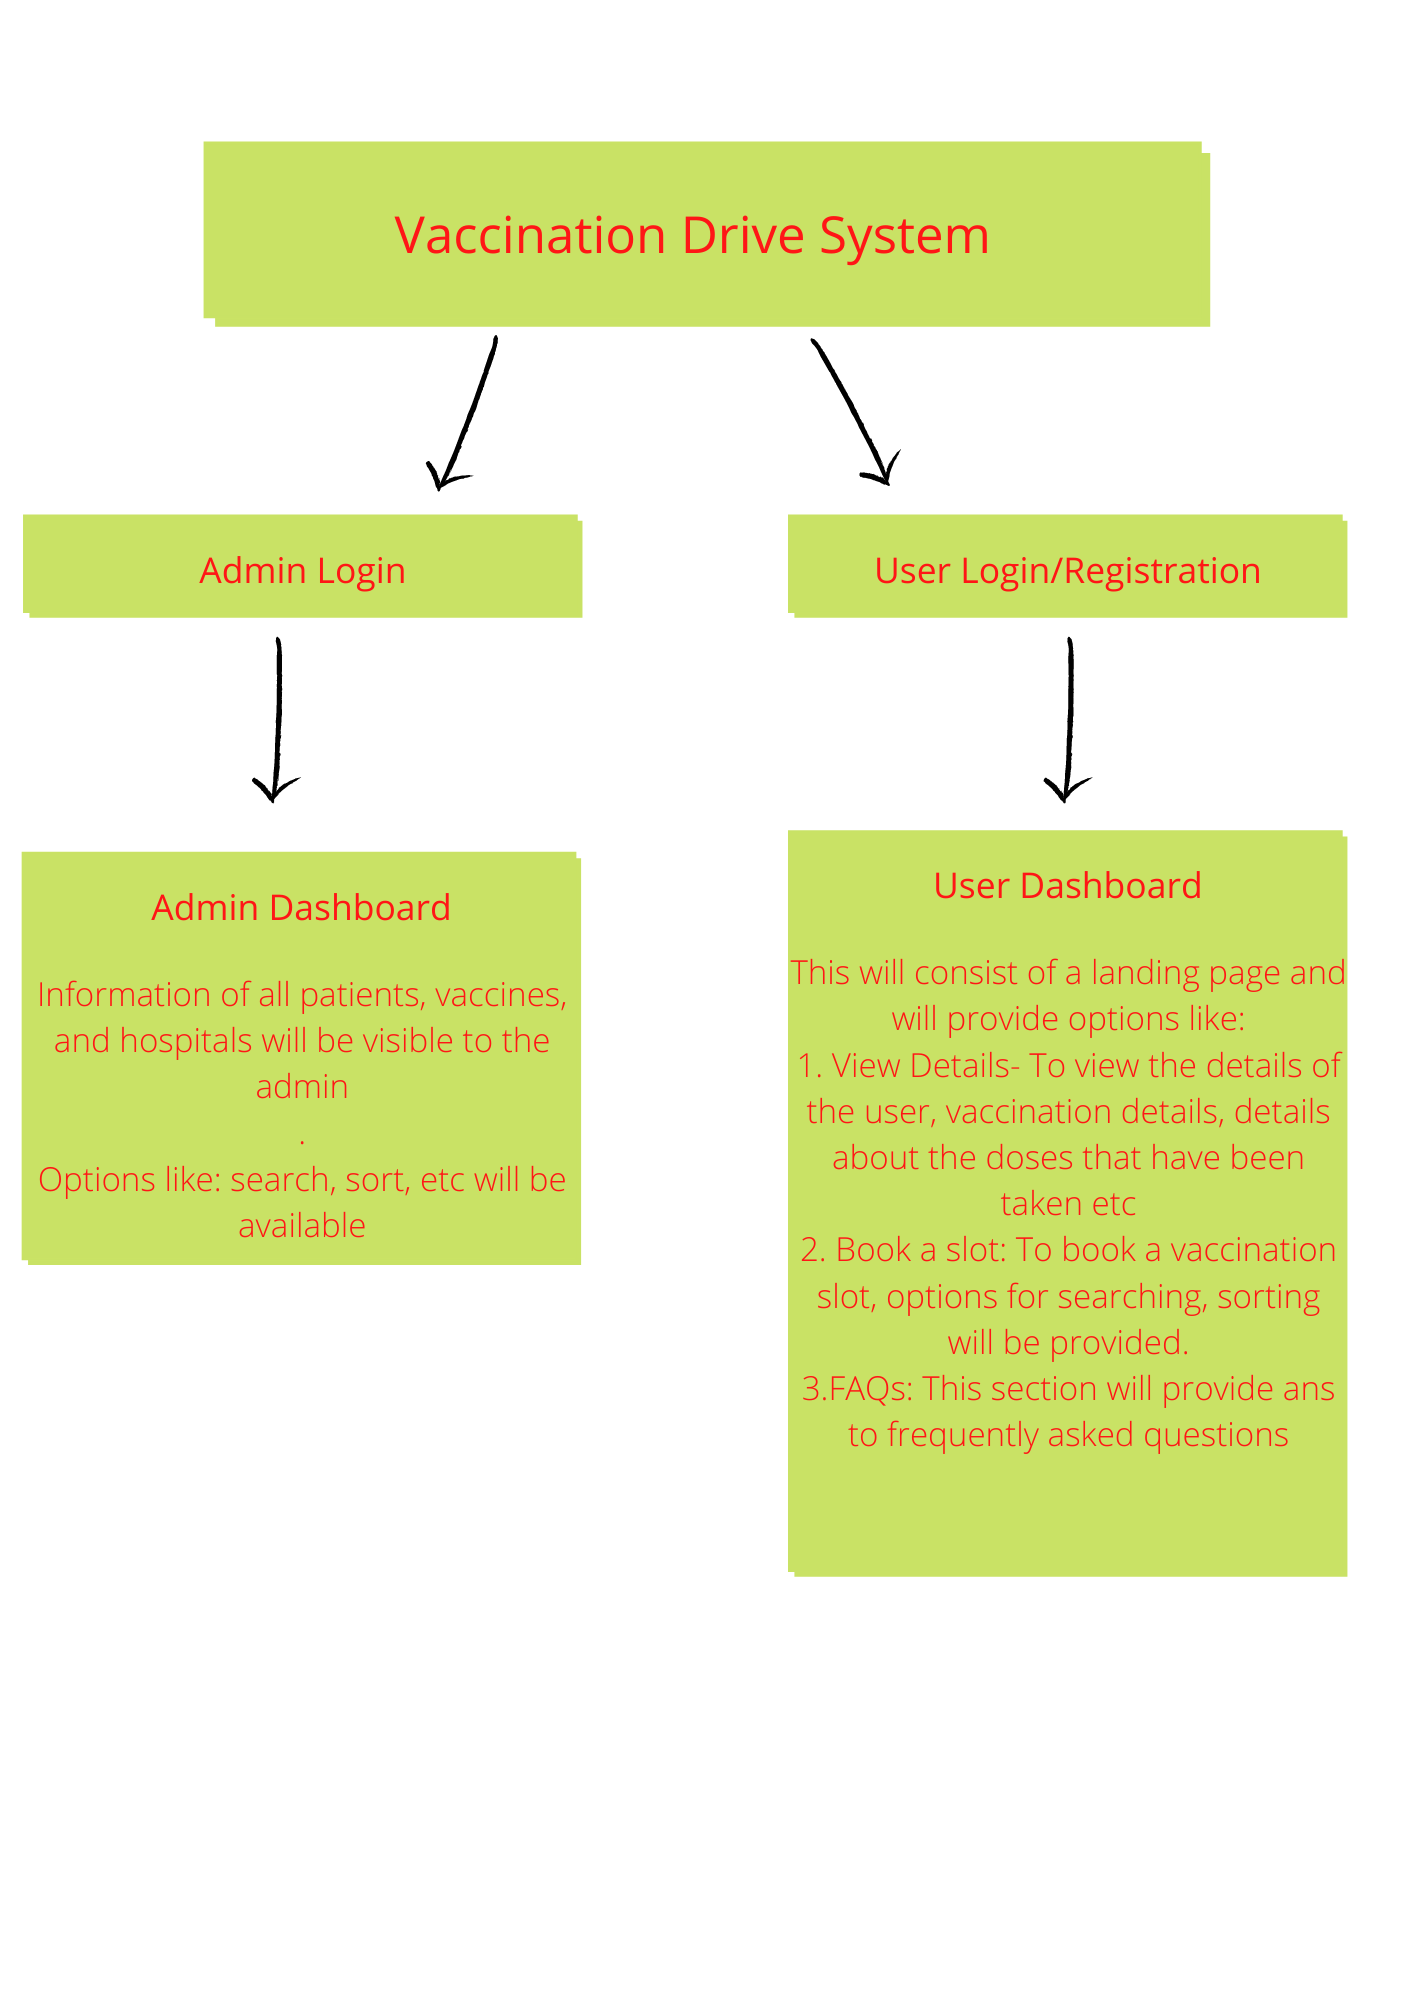 Vaccination Drive System
Admin Login
User Login/Registration
Admin Dashboard
Information of all patients, vaccines,
and hospitals will be visible to the
admin
.
Options like: search, sort, etc will be
available
User Dashboard
This will consist of a landing page and
will provide options like:
1. View Details- To view the details of
the user, vaccination details, details
about the doses that have been
taken etc
2. Book a slot: To book a vaccination
slot, options for searching, sorting
will be provided.
3.FAQs: This section will provide ans
to frequently asked questions